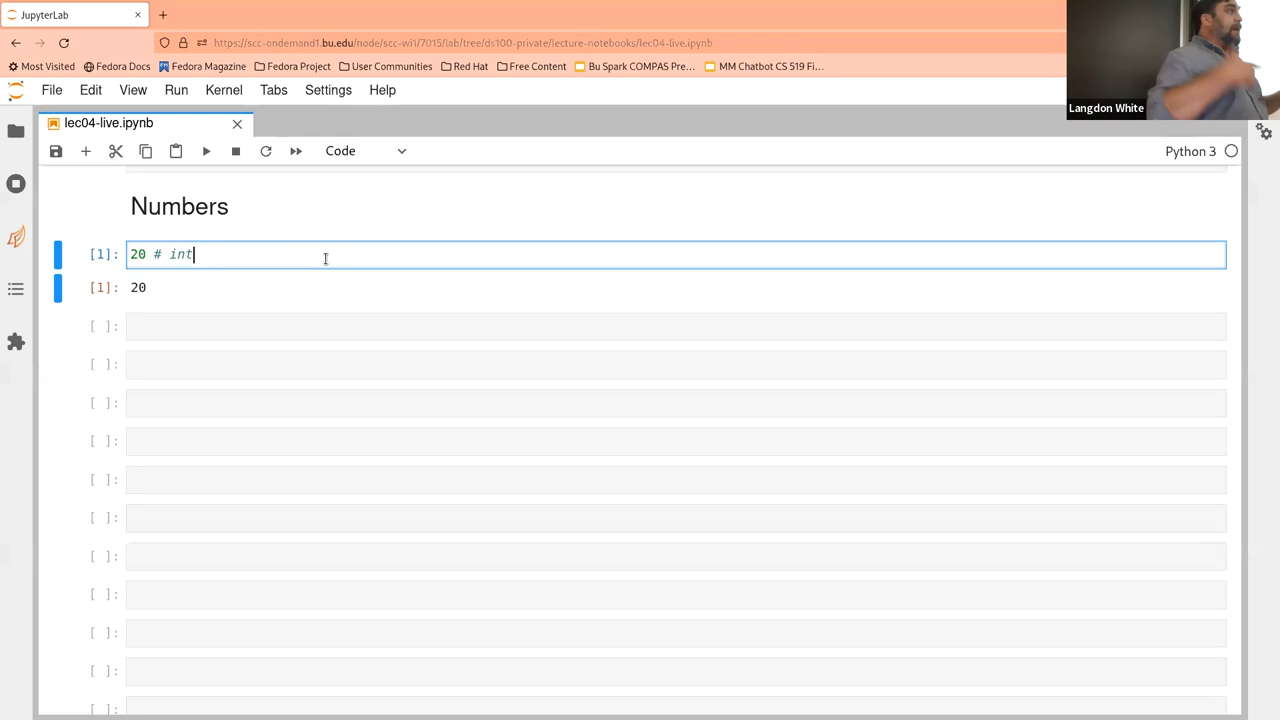 JupyterLab
https://scc-ondemand1.bu.edu/node/scc-wi1/7015/lab/tree/ds100-private/lecture-notebooks/lec04-live.ipynb
Most Visited Fedora Docs Fedora Magazine Fedora Project User Communities Red Hat Free Content Bu Spark COMPAS Pre... MM Chatbot CS 519 Fi...
Langdon White
File Edit View Run Kernel Tabs Settings Help
lec04-live.ipynb
Code Python 3
Numbers
[1]: 20 # int
[1]: 20
[ ]:
[ ]:
[ ]:
[ ]:
[ ]:
[ ]:
[ ]:
[ ]:
[ ]:
[ ]:
[ ]: